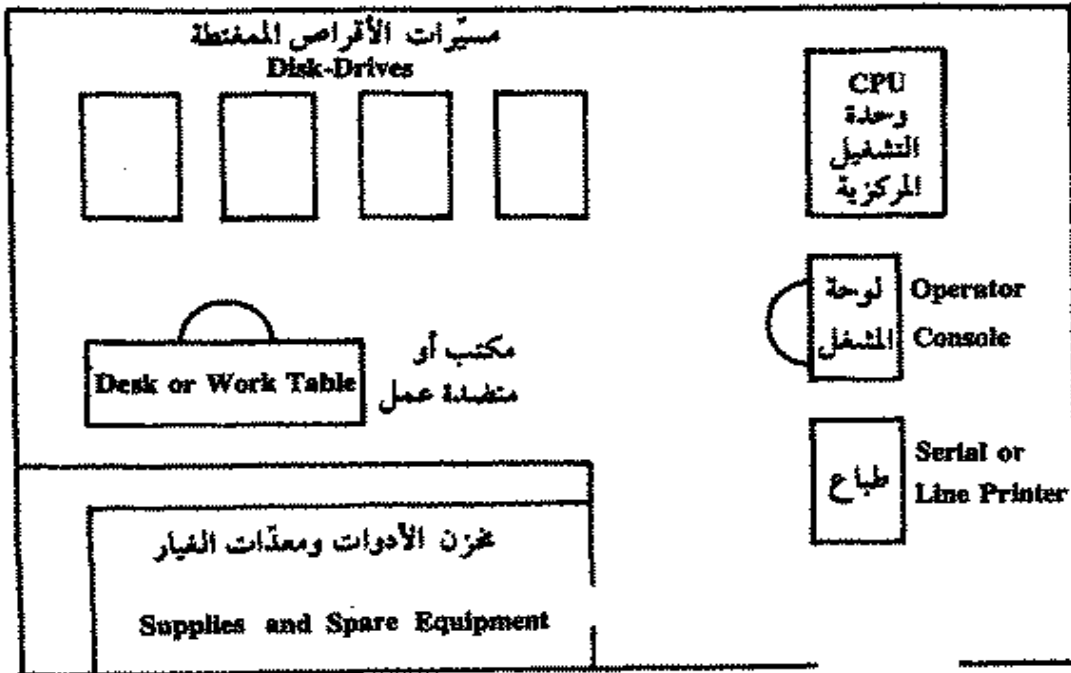 مسيّرات الأقراص الممغنطة
Disk-Drives
CPU
وحدة
التشغيل
المركزية
لوحة
المشغل
Operator
Console
Desk or Work Table
مكتب أو
منضدة عمل
طباع
Serial or
Line Printer
مخزن الأدوات ومعدّات الغيار
Supplies and Spare Equipment